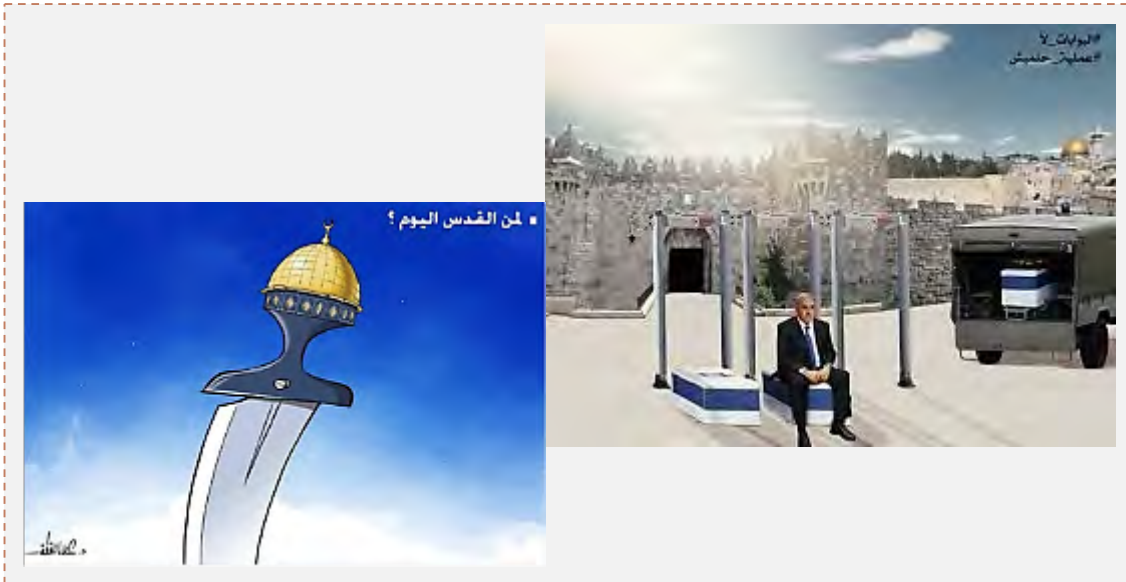 #البوابات_لا
#عملية_حلميش
▪ لمن القدس اليوم ؟